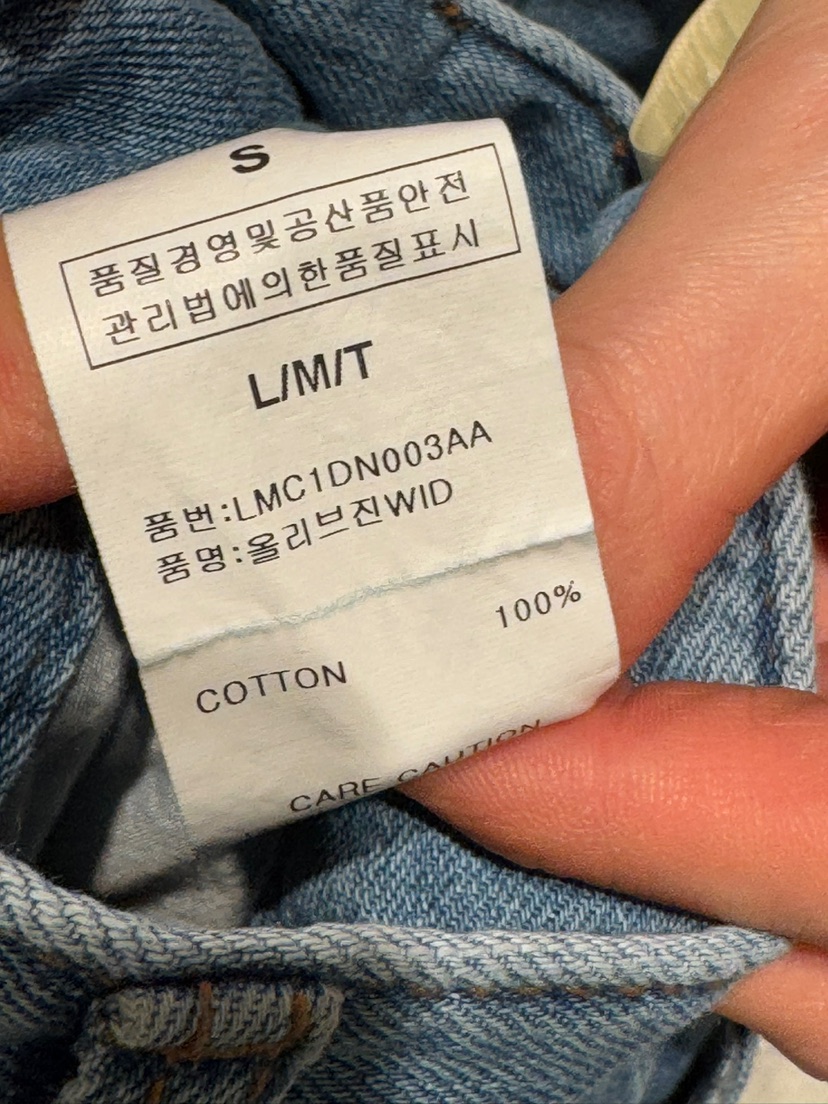 S
품질경영및공산품안전
관리법에의한품질표시
L/M/T
품번:LMC1DN003AA
품명:올리브진WID
100%
COTTON
CARE CAUTION